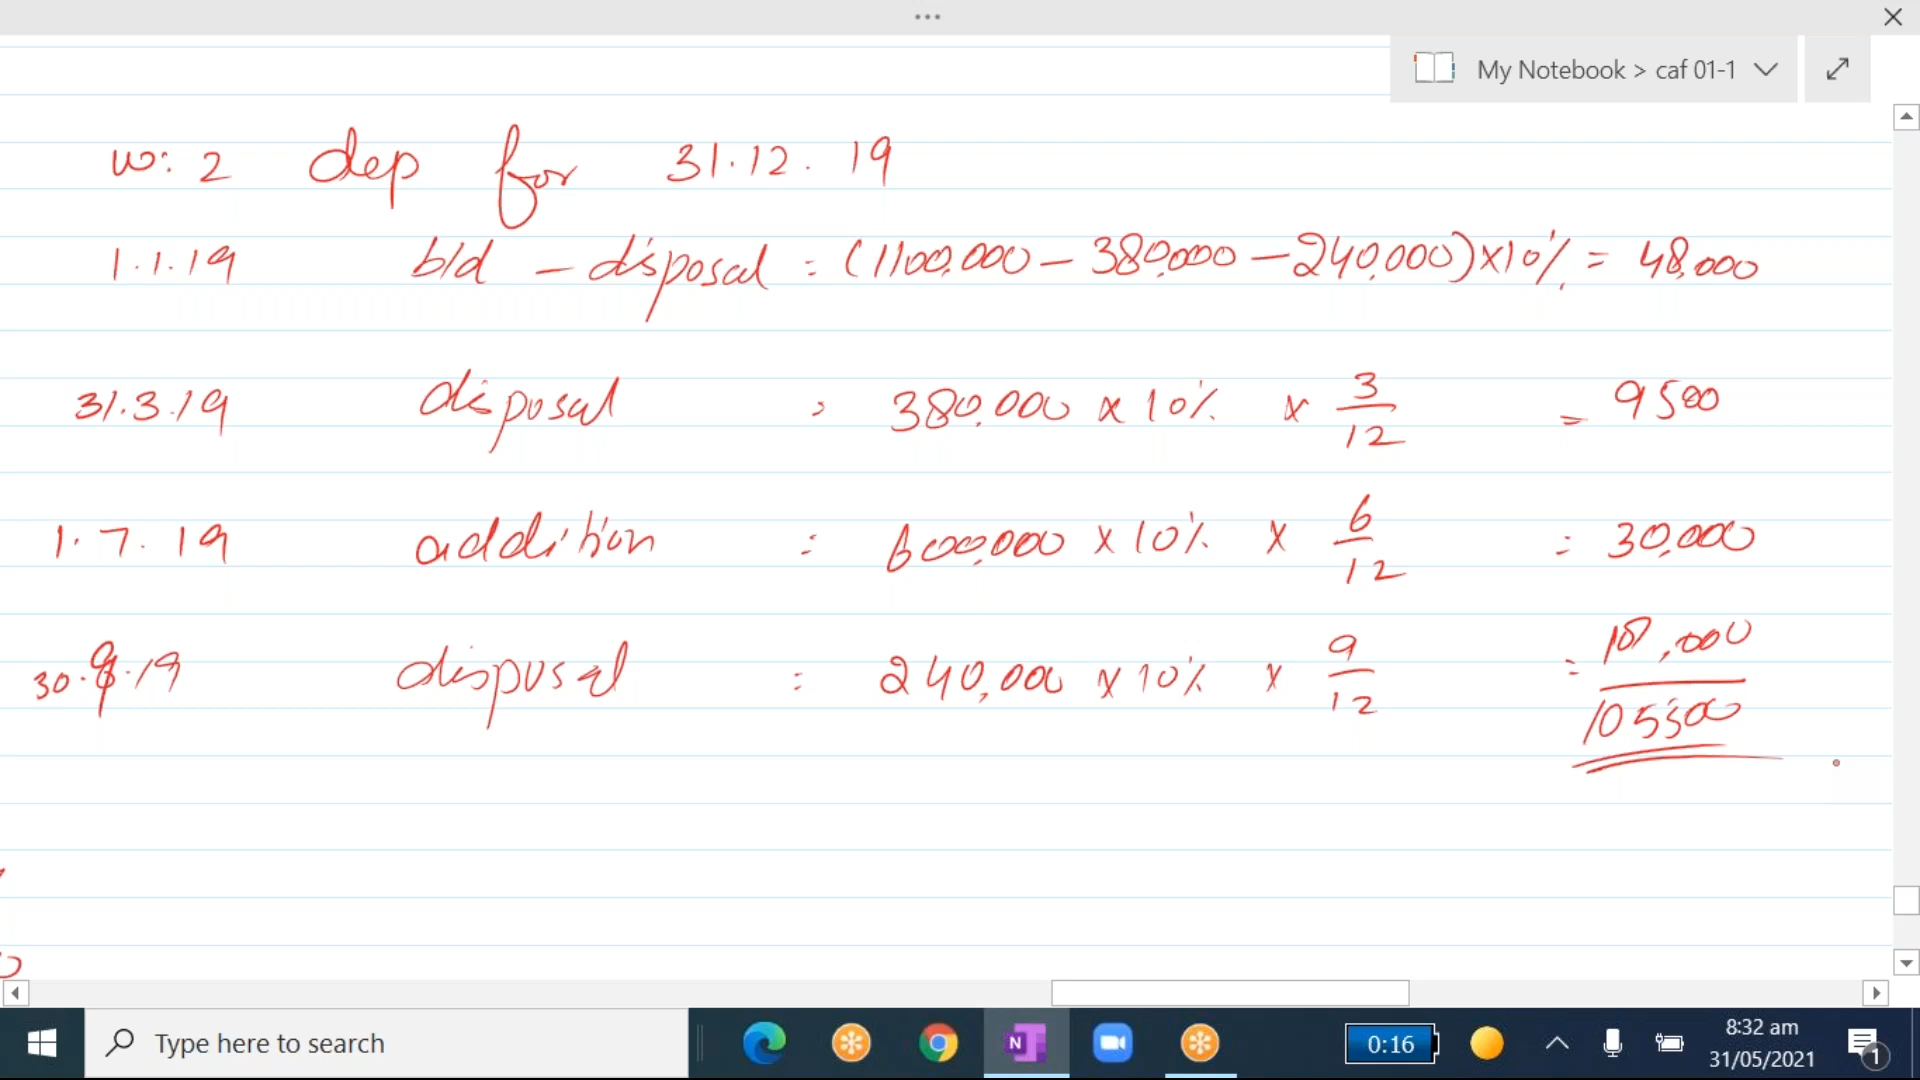 My Notebook > caf 01-1
w: 2 dep for 31.12.19
1.1.19 b/d - disposal = (1100,000 - 380,000 - 240,000) x 10% = 48,000
31.3.19 disposal = 380,000 x 10% x 3/12 = 9500
1.7.19 addition = 600,000 x 10% x 6/12 = 30,000
30.9.19 disposal = 240,000 x 10% x 9/12 = 18,000
105500
Type here to search
0:16
8:32 am
31/05/2021
1